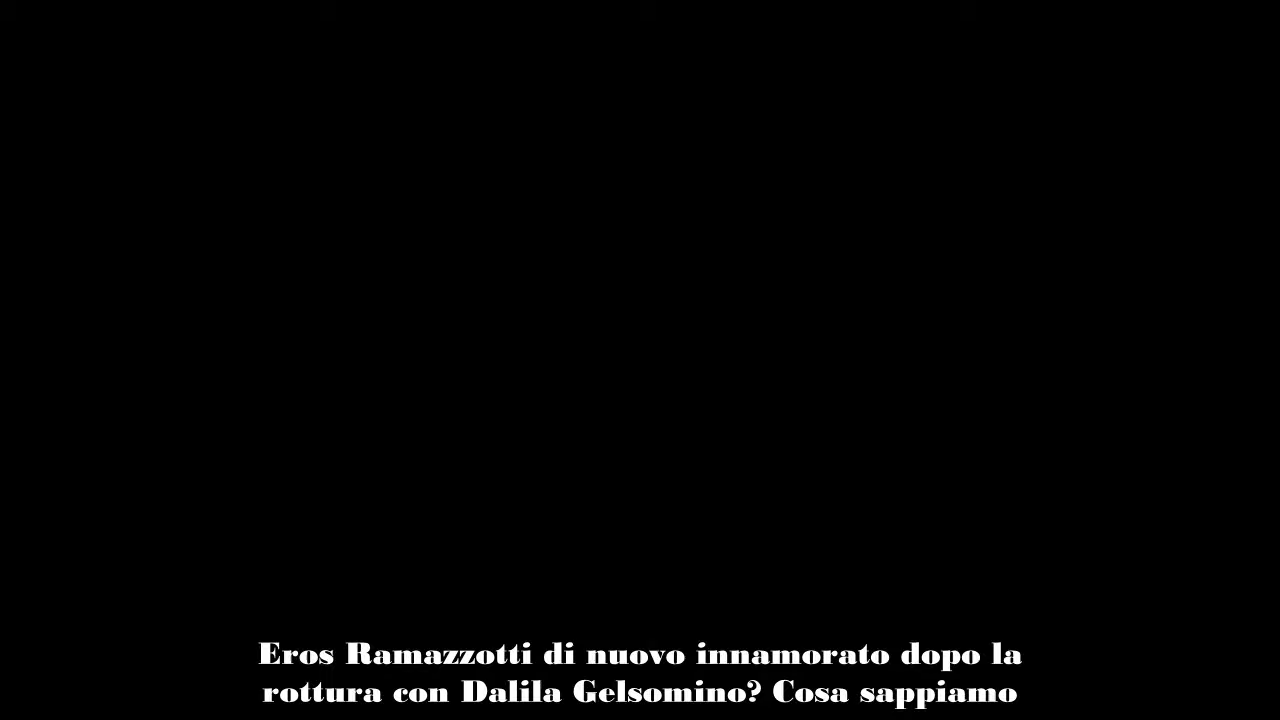 Eros Ramazzotti di nuovo innamorato dopo la
rottura con Dalila Gelsomino? Cosa sappiamo